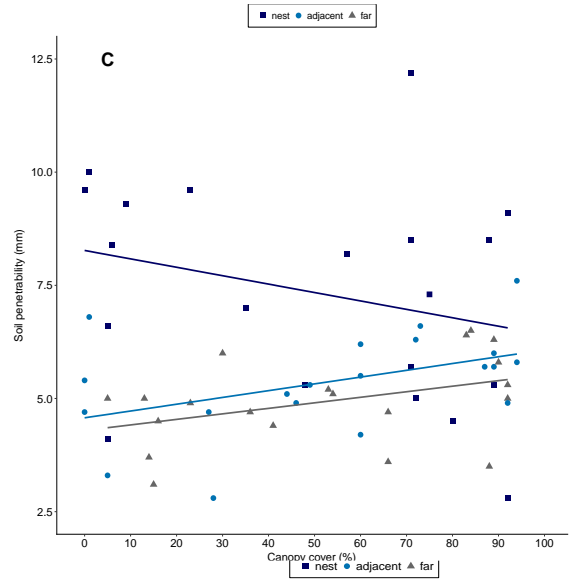 nest adjacent far
C
12.5
10.0
7.5
5.0
2.5
Soil penetrability (mm)
0 10 20 30 40 50 60 70 80 90 100
Canopy cover (%)
nest adjacent far